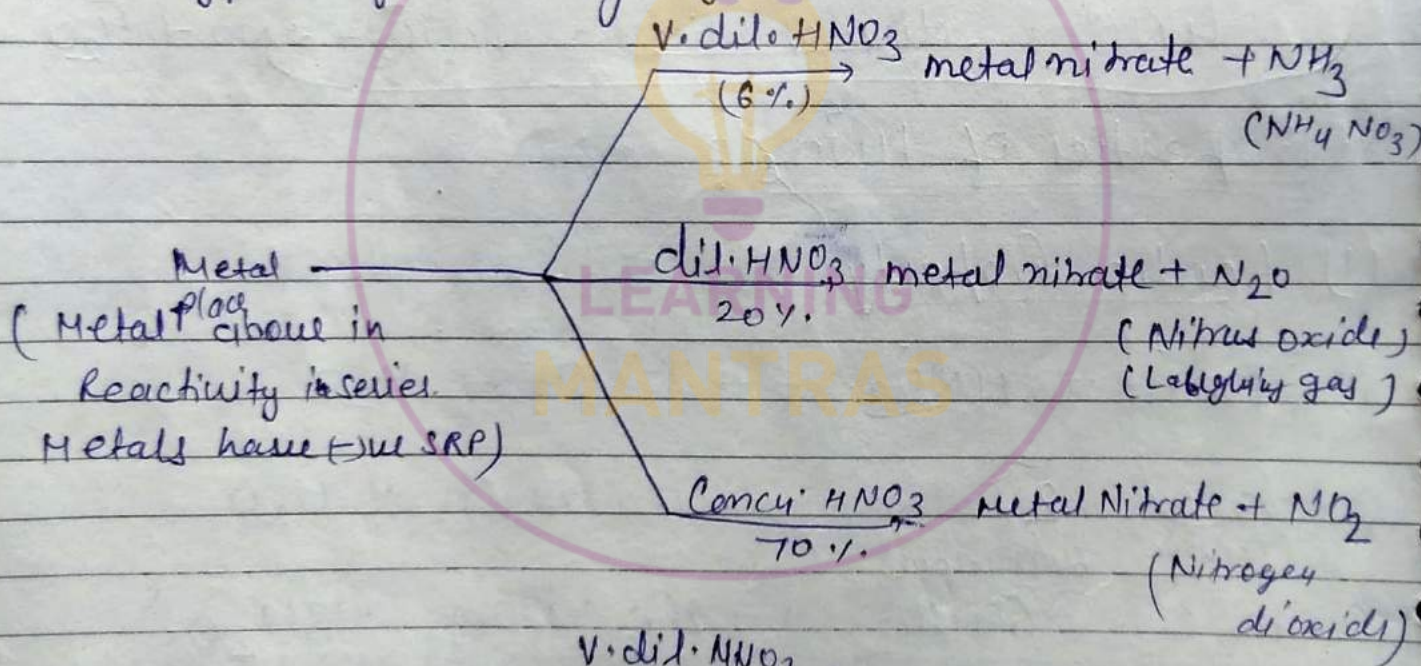 V. dil. HNO3 metal nitrate + NH3
(6 %.)
(NH4 NO3)
Metal dil. HNO3 metal nitrate + N2O
20 %.
(Metal place above in
Reactivity in series.
Metals have (-)ve SRP)
(Nitrus oxide)
gas)
Conc. HNO3 Metal Nitrate + NO2
70 %.
(Nitrogen
dioxide)
V. dil. HNO3
LEARNING
MANTRAS